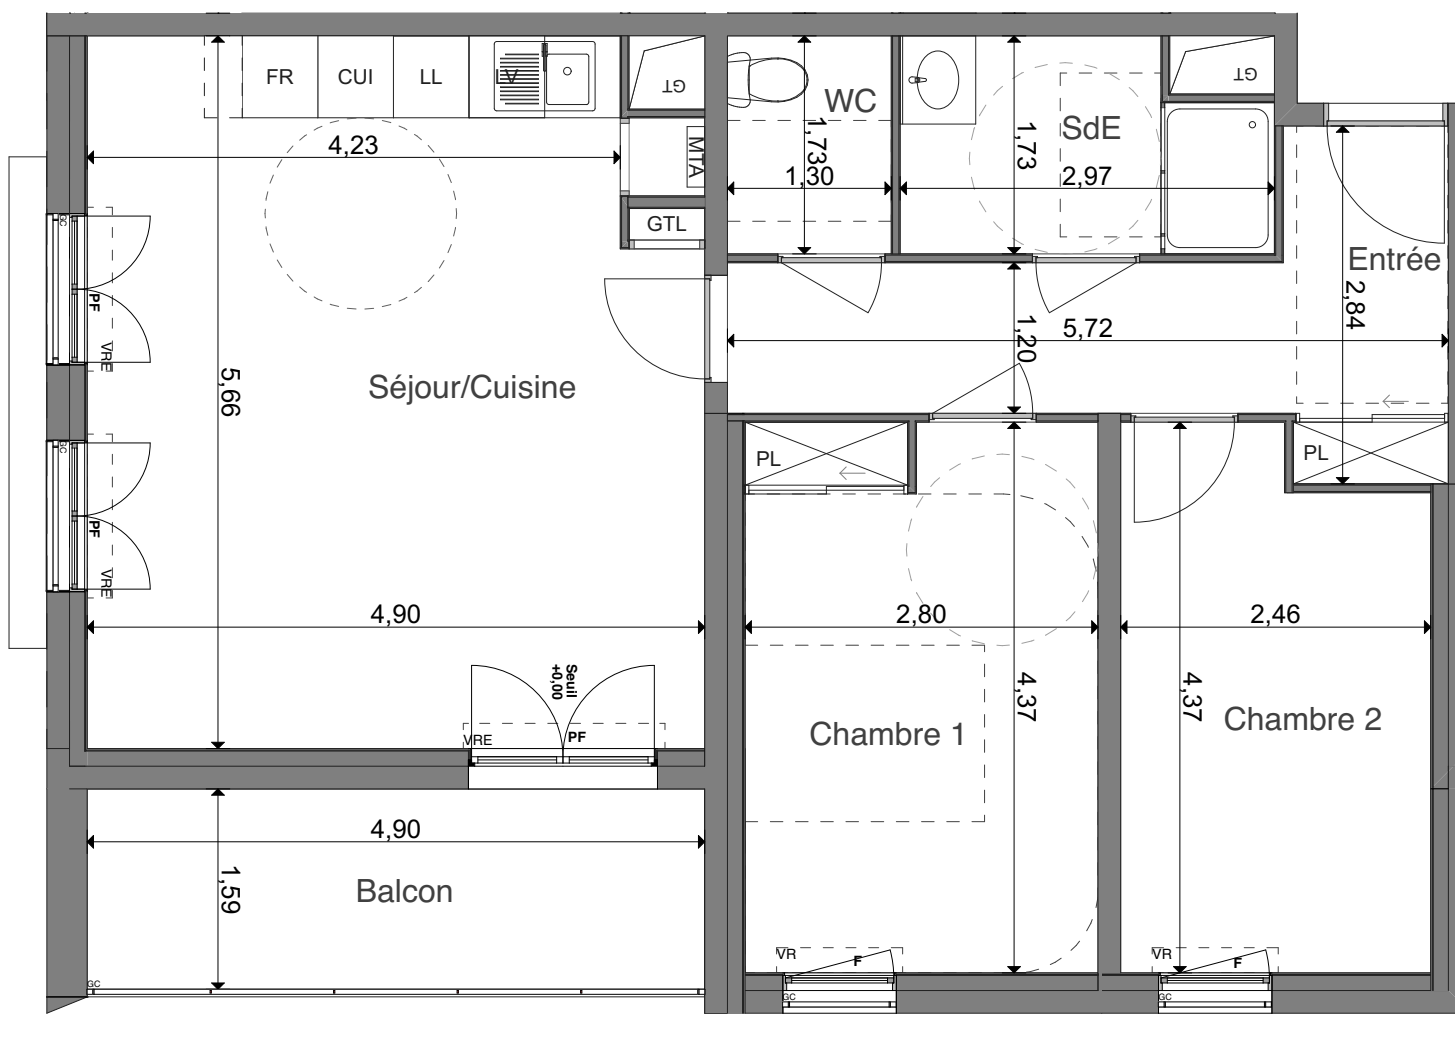 FR
CUI
LL
LV
GT
WC
SdE
GT
4,23
MTA
1,73
1,30
1,73
2,97
GTL
Entrée
GC
PF
VRE
2,84
5,72
1,20
5,66
Séjour/Cuisine
GC
PF
VRE
PL
PL
4,90
2,80
2,46
Seuil
+0,00
VRE
PF
4,37
4,37
Chambre 1
Chambre 2
4,90
1,59
Balcon
VR
F
VR
F
GC
GC
GC